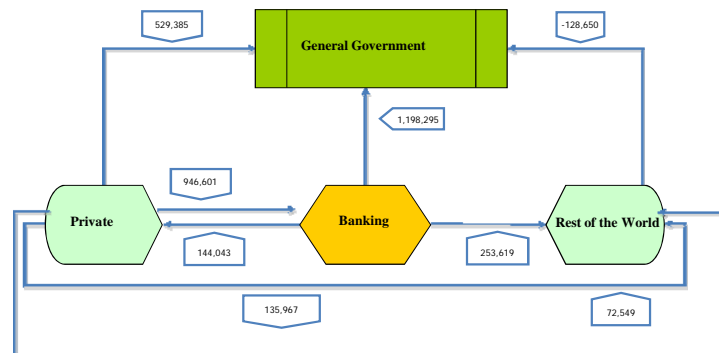 529,385
-128,650
General Government
1,198,295
946,601
Private
Banking
Rest of the World
144,043
253,619
135,967
72,549